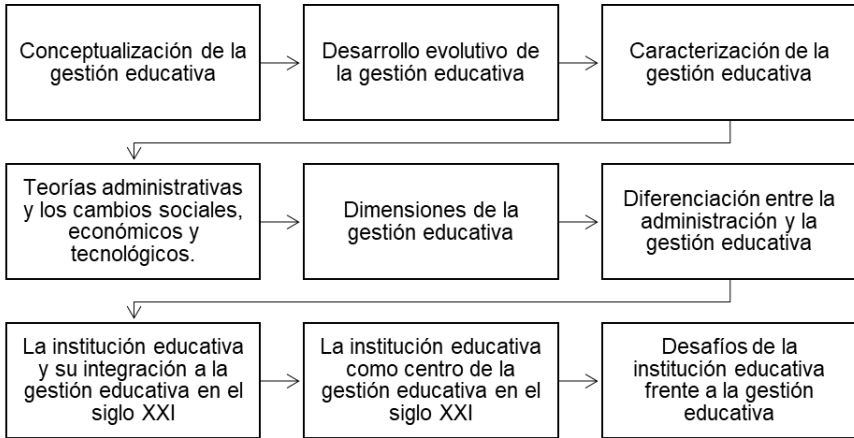 Conceptualización de la
gestión educativa
Desarrollo evolutivo de
la gestión educativa
Caracterización de la
gestión educativa
Teorías administrativas
y los cambios sociales,
económicos y
tecnológicos.
Dimensiones de la
gestión educativa
Diferenciación entre la
administración y la
gestión educativa
La institución educativa
y su integración a la
gestión educativa en el
siglo XXI
La institución educativa
como centro de la
gestión educativa en el
siglo XXI
Desafíos de la
institución educativa
frente a la gestión
educativa